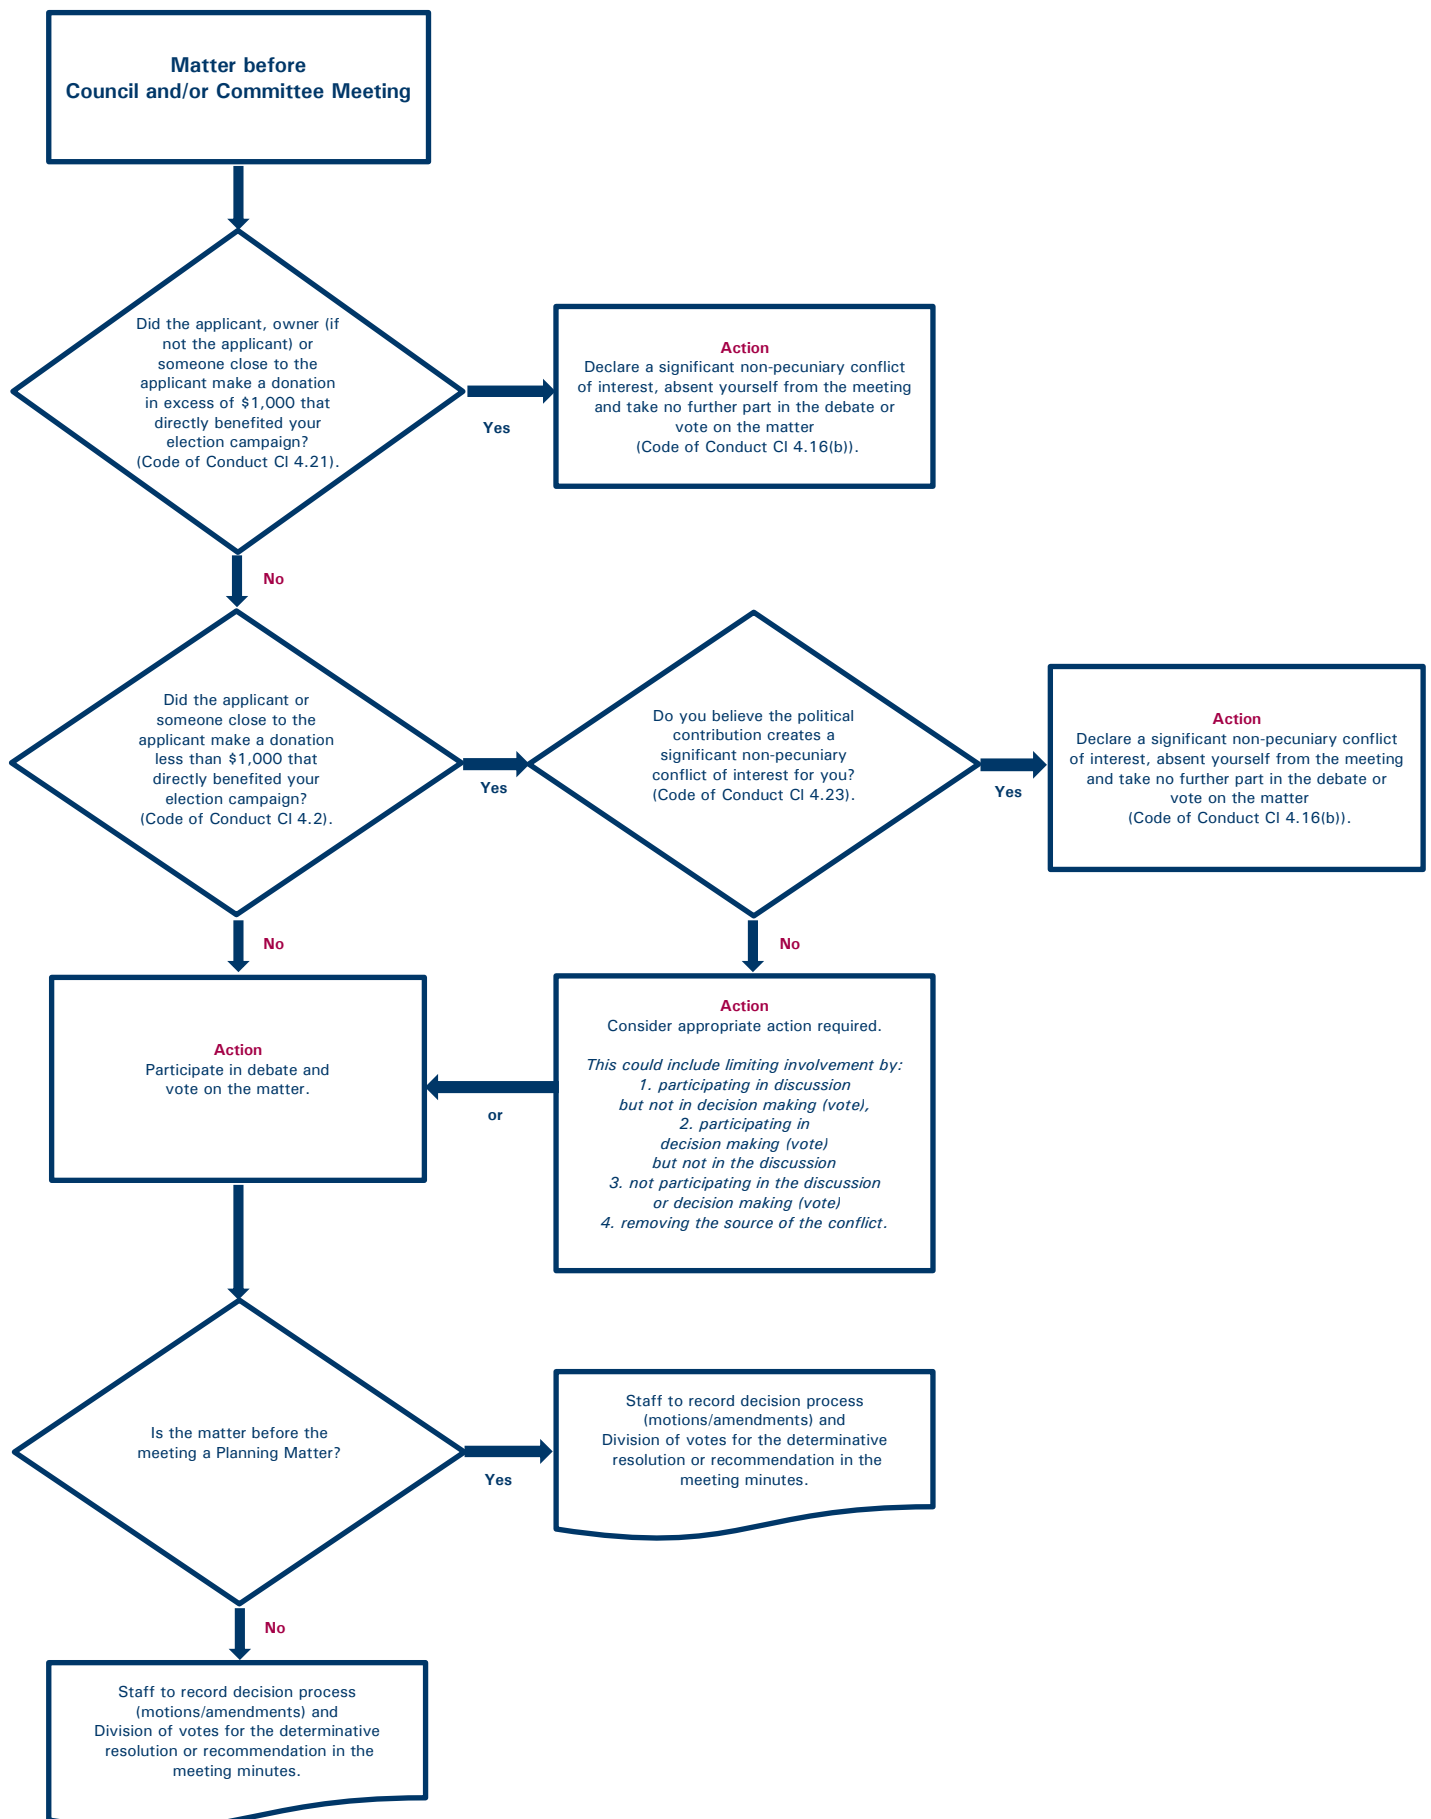 Matter before
Council and/or Committee Meeting
Did the applicant, owner (if
not the applicant) or
someone close to the
applicant make a donation
in excess of $1,000 that
directly benefited your
election campaign?
(Code of Conduct Cl 4.21).
Yes
Action
Declare a significant non-pecuniary conflict
of interest, absent yourself from the meeting
and take no further part in the debate or
vote on the matter
(Code of Conduct Cl 4.16(b)).
No
Did the applicant or
someone close to the
applicant make a donation
less than $1,000 that
directly benefited your
election campaign?
(Code of Conduct Cl 4.2).
Yes
Do you believe the political
contribution creates a
significant non-pecuniary
conflict of interest for you?
(Code of Conduct Cl 4.23).
Yes
Action
Declare a significant non-pecuniary conflict
of interest, absent yourself from the meeting
and take no further part in the debate or
vote on the matter
(Code of Conduct Cl 4.16(b)).
No
No
Action
Participate in debate and
vote on the matter.
or
Action
Consider appropriate action required.
This could include limiting involvement by:
1. participating in discussion
but not in decision making (vote),
2. participating in
decision making (vote)
but not in the discussion
3. not participating in the discussion
or decision making (vote)
4. removing the source of the conflict.
Is the matter before the
meeting a Planning Matter?
Yes
Staff to record decision process
(motions/amendments) and
Division of votes for the determinative
resolution or recommendation in the
meeting minutes.
No
Staff to record decision process
(motions/amendments) and
Division of votes for the determinative
resolution or recommendation in the
meeting minutes.